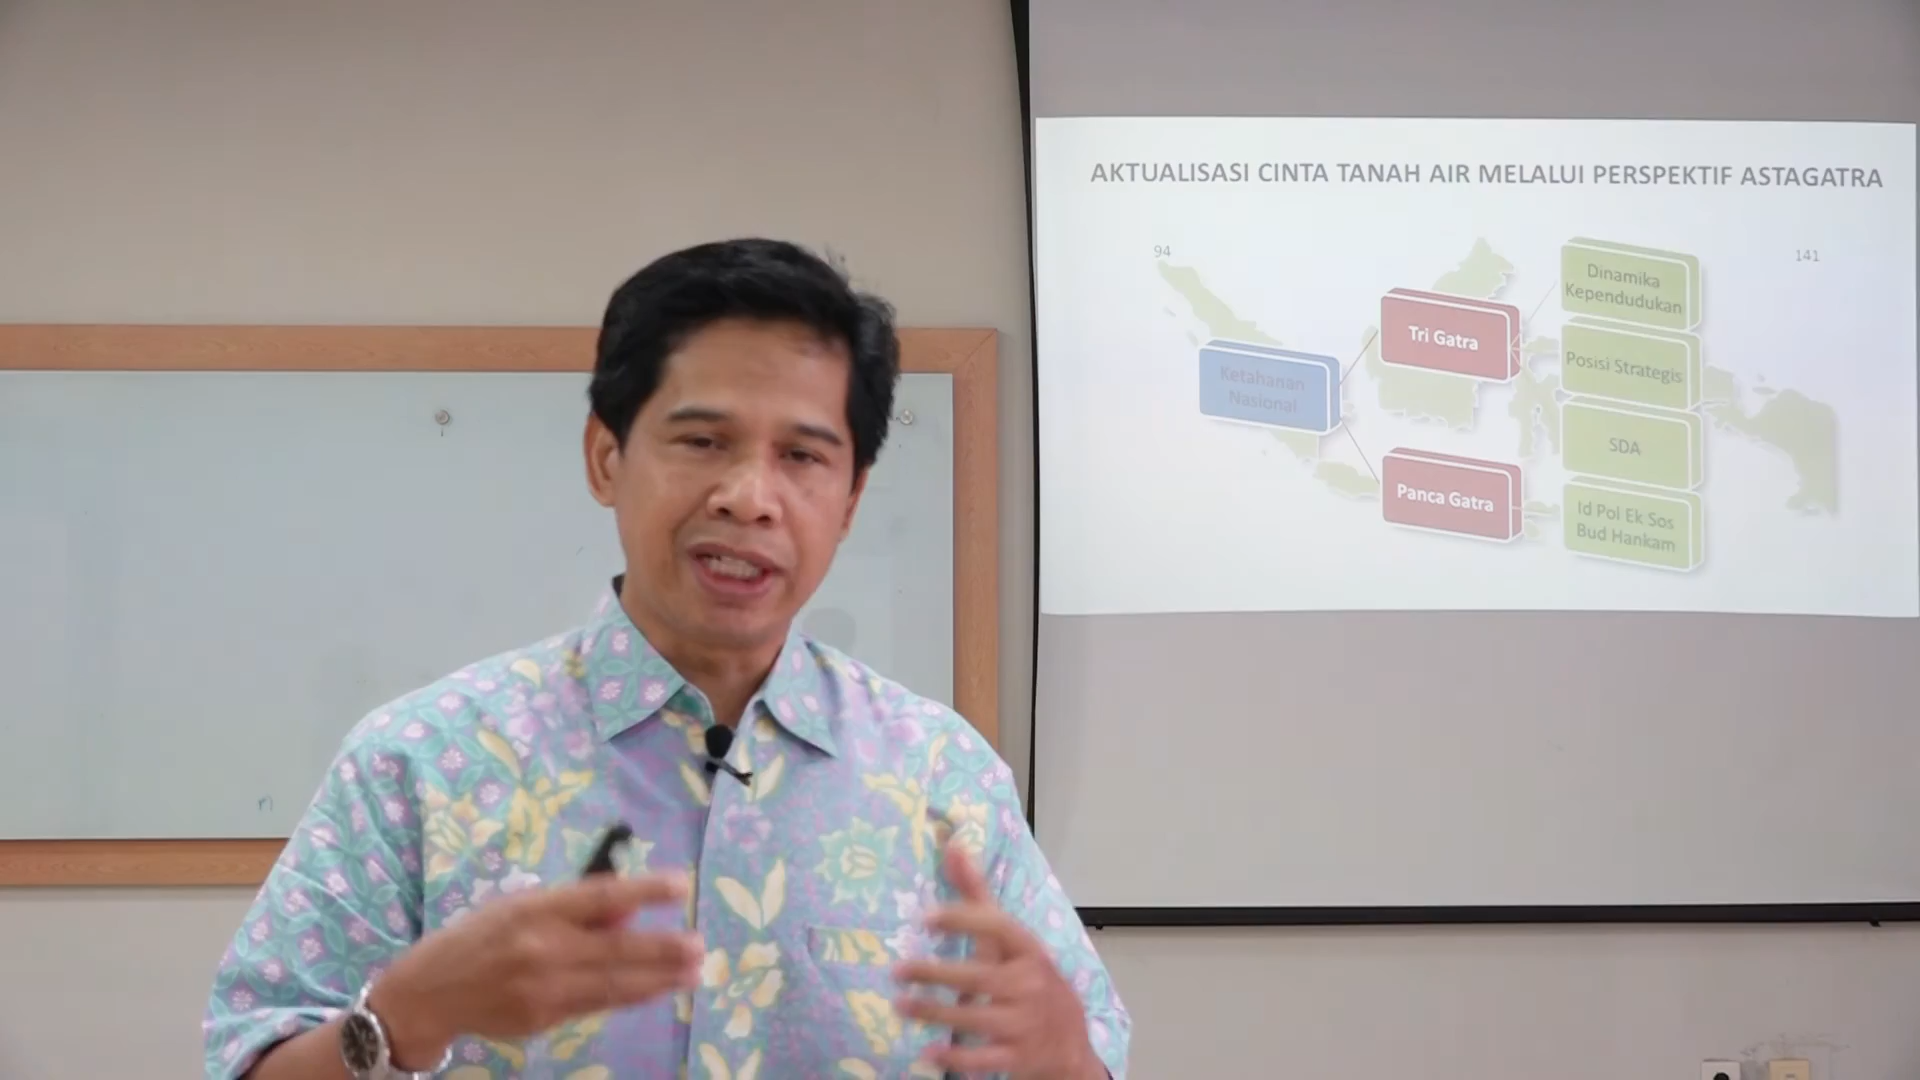 AKTUALISASI CINTA TANAH AIR MELALUI PERSPEKTIF ASTAGATRA
94
141
Ketahanan
Nasional
Tri Gatra
Panca Gatra
Dinamika
Kependudukan
Posisi Strategis
SDA
Id Pol Ek Sos
Bud Hankam